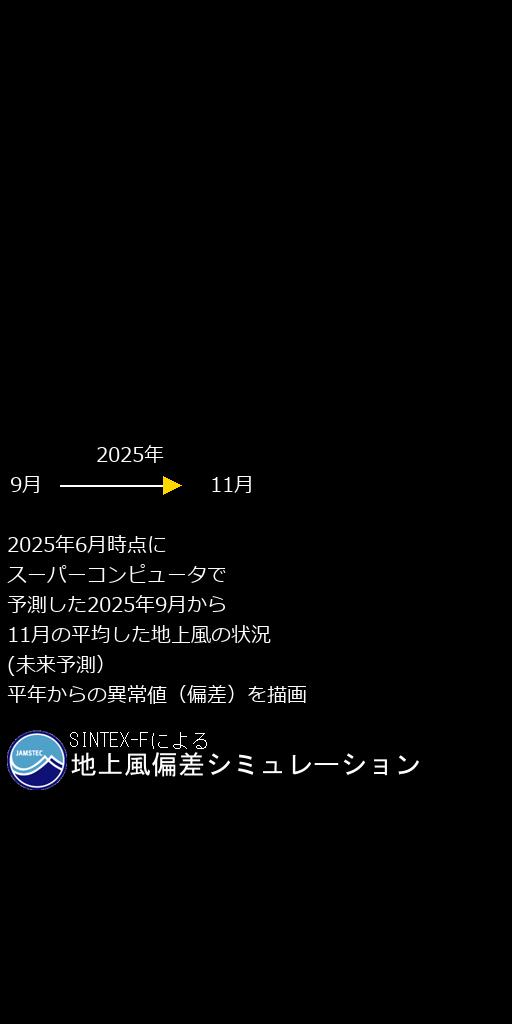 2025年
9月 11月
2025年6月時点に
スーパーコンピュータで
予測した2025年9月から
11月の平均した地上風の状況
(未来予測）
平年からの異常値（偏差）を描画
SINTEX-Fによる
JAMSTEC
地上風偏差シミュレーション